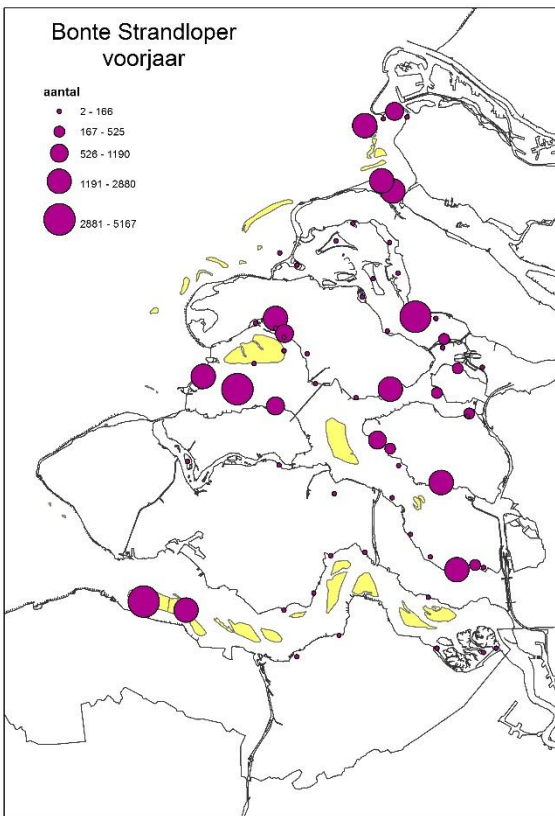 Bonte Strandloper
voorjaar
aantal
2 - 166
167 - 525
526 - 1190
1191 - 2880
2881 - 5167